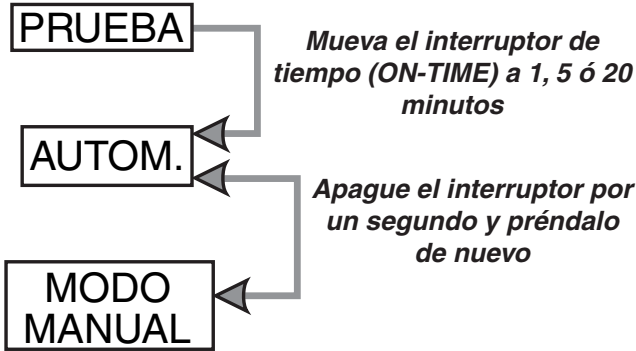 PRUEBA
Mueva el interruptor de
tiempo (ON-TIME) a 1, 5 ó 20
minutos
AUTOM.
Apague el interruptor por
un segundo y préndalo
de nuevo
MODO
MANUAL